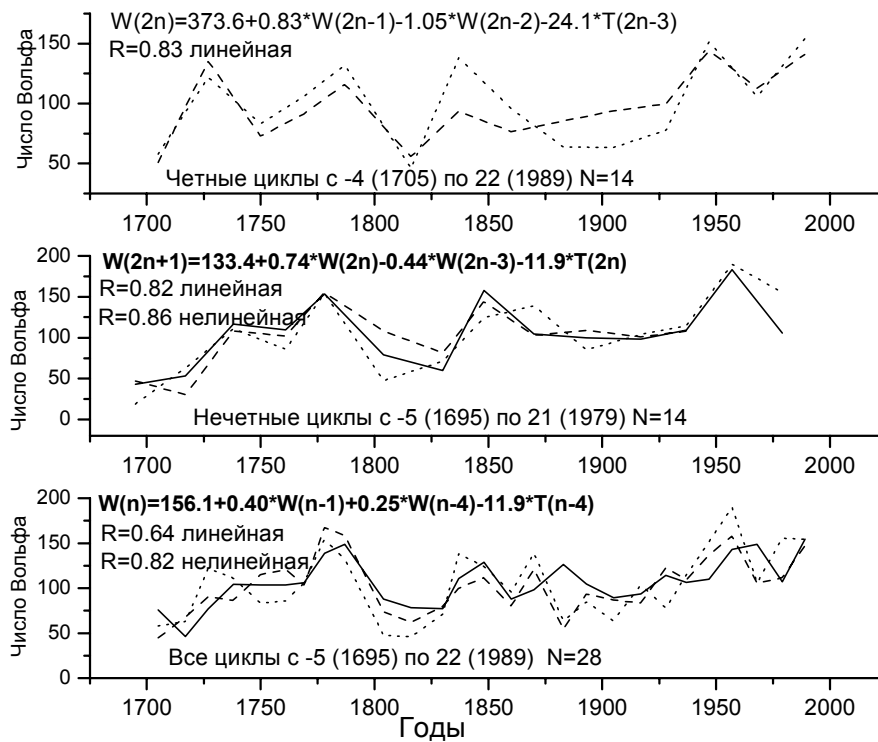 W(2n)=373.6+0.83*W(2n-1)-1.05*W(2n-2)-24.1*T(2n-3)
R=0.83 линейная
Число Вольфа
150
100
50
Четные циклы с -4 (1705) по 22 (1989) N=14
1700 1750 1800 1850 1900 1950 2000
W(2n+1)=133.4+0.74*W(2n)-0.44*W(2n-3)-11.9*T(2n)
R=0.82 линейная
R=0.86 нелинейная
Число Вольфа
200
150
100
50
0
Нечетные циклы с -5 (1695) по 21 (1979) N=14
1700 1750 1800 1850 1900 1950 2000
W(n)=156.1+0.40*W(n-1)+0.25*W(n-4)-11.9*T(n-4)
R=0.64 линейная
R=0.82 нелинейная
Число Вольфа
200
150
100
50
0
Все циклы с -5 (1695) по 22 (1989) N=28
1700 1750 1800 1850 1900 1950 2000
Годы